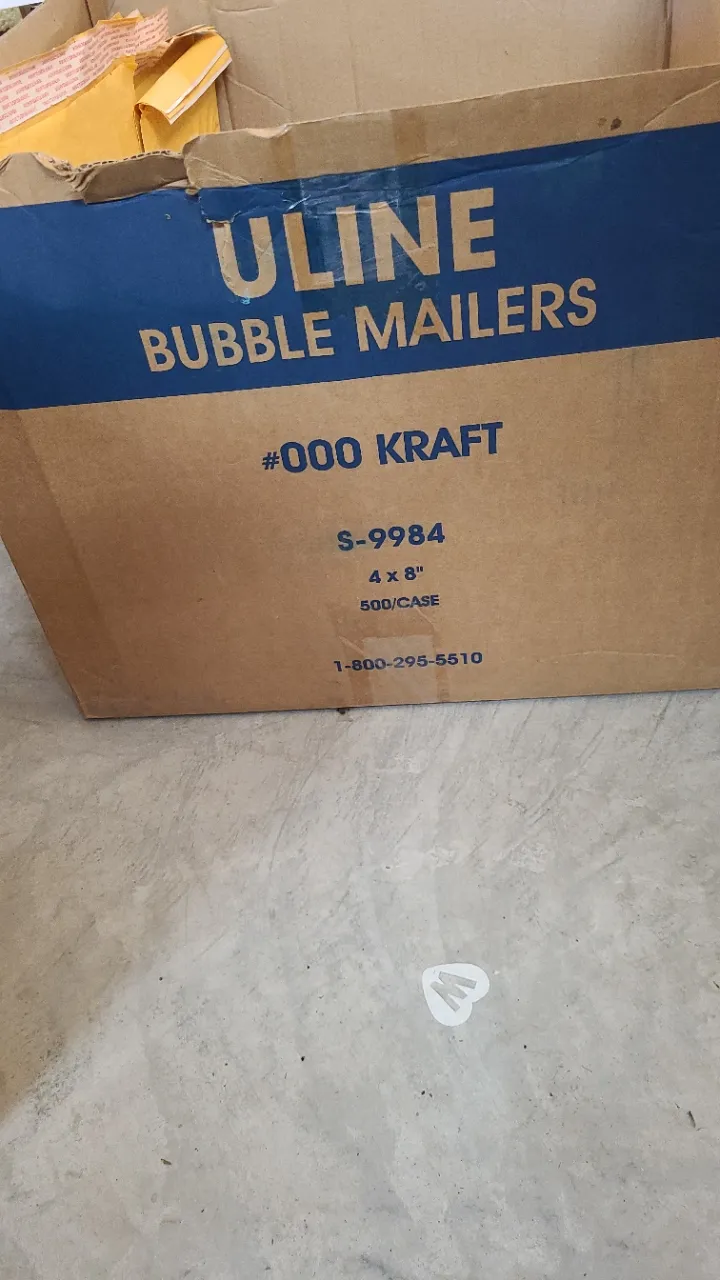 ULINE
BUBBLE MAILERS
#000 KRAFT
S-9984
4 x 8"
500/CASE
1-800-295-5510
W